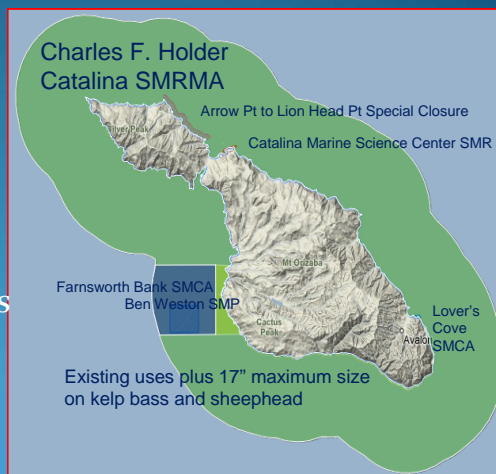 Charles F. Holder
Catalina SMRMA
Arrow Pt to Lion Head Pt Special Closure
Silver Peak
Catalina Marine Science Center SMR
Mt Orizaba
s
Farnsworth Bank SMCA
Ben Weston SMP
Cactus
Peak
Lover's
Cove
SMCA
Avalon
Existing uses plus 17” maximum size
on kelp bass and sheephead